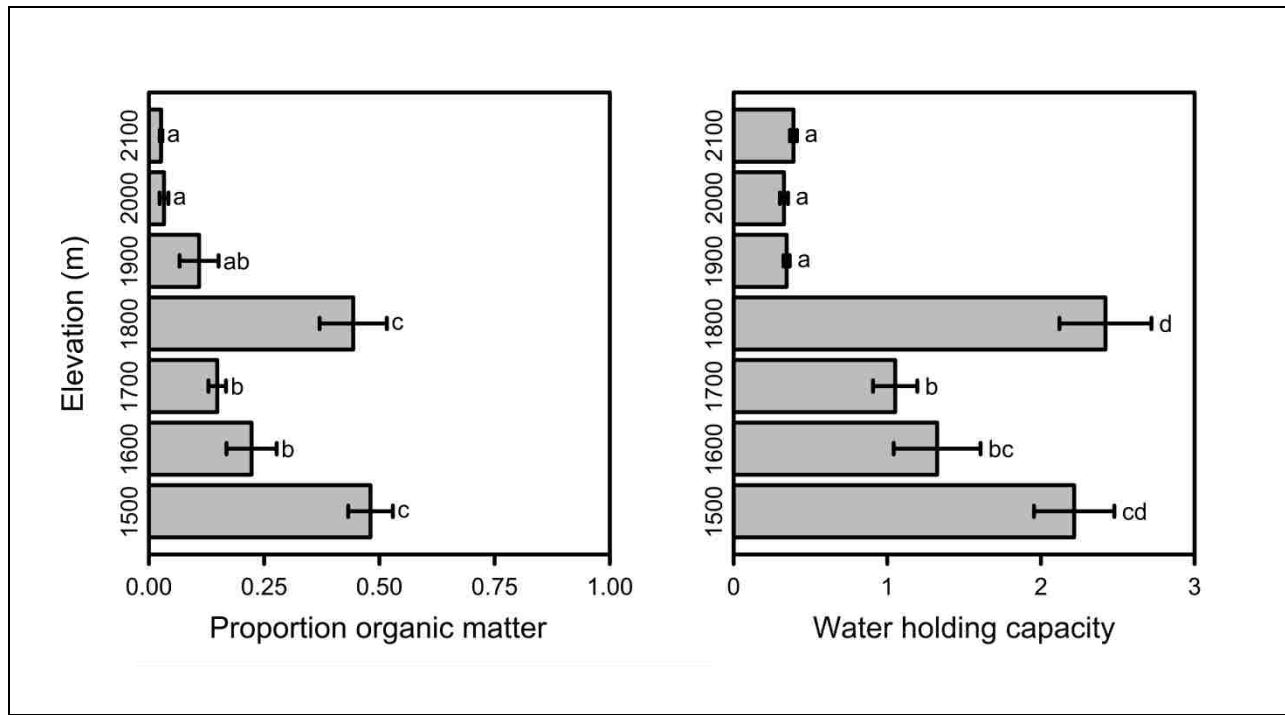 Elevation (m)
2100
2000
1900
1800
1700
1600
1500
a
a
ab
c
b
b
c
0.00 0.25 0.50 0.75 1.00
Proportion organic matter
2100
2000
1900
1800
1700
1600
1500
a
a
a
d
b
bc
cd
0 1 2 3
Water holding capacity